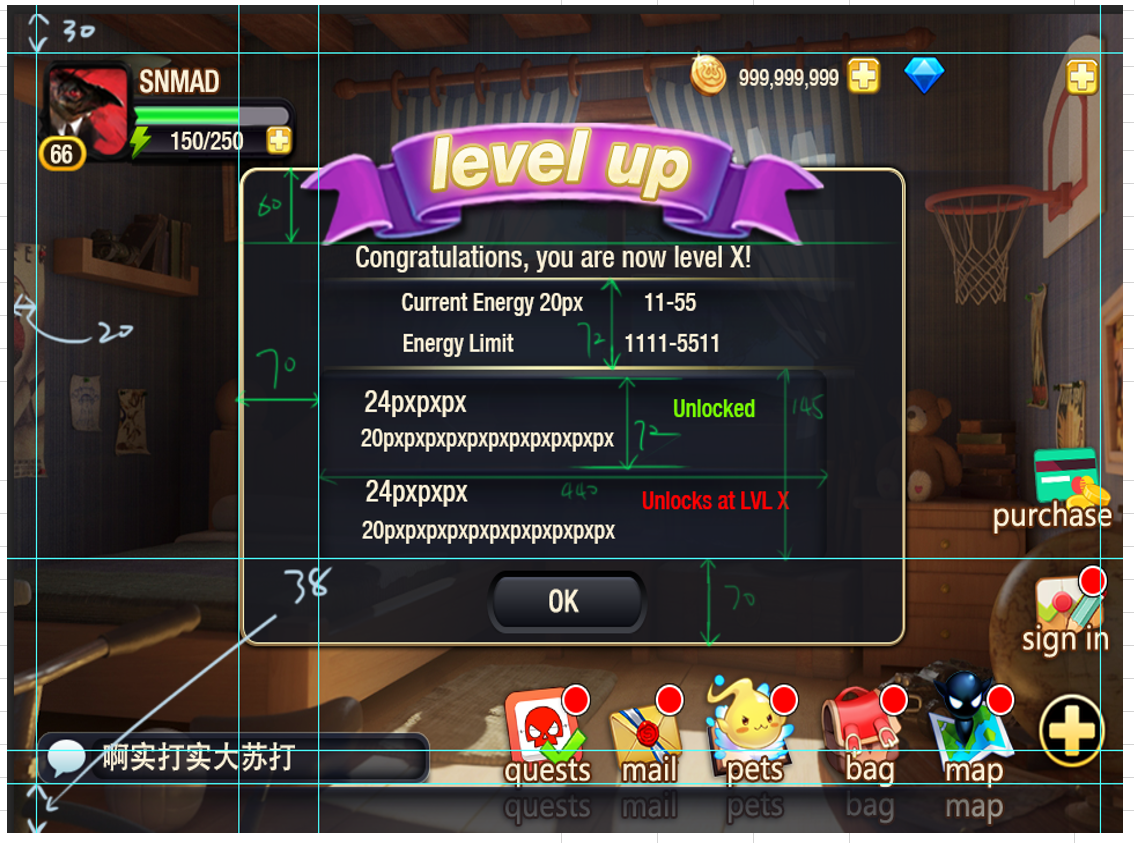 30
SNMAD
999,999,999
150/250
66
level up
60
Congratulations, you are now level X!
Current Energy 20px 11-55
72
Energy Limit 1111-5511
20
70
24pxpxpx Unlocked 145
20pxpxpxpxpxpxpxpxpxpxpx 72
440
24pxpxpx Unlocks at LVL X
20pxpxpxpxpxpxpxpxpxpxpx
purchase
38
OK 70
sign in
啊实打实大苏打
quests mail pets bag map
quests mail pets bag map